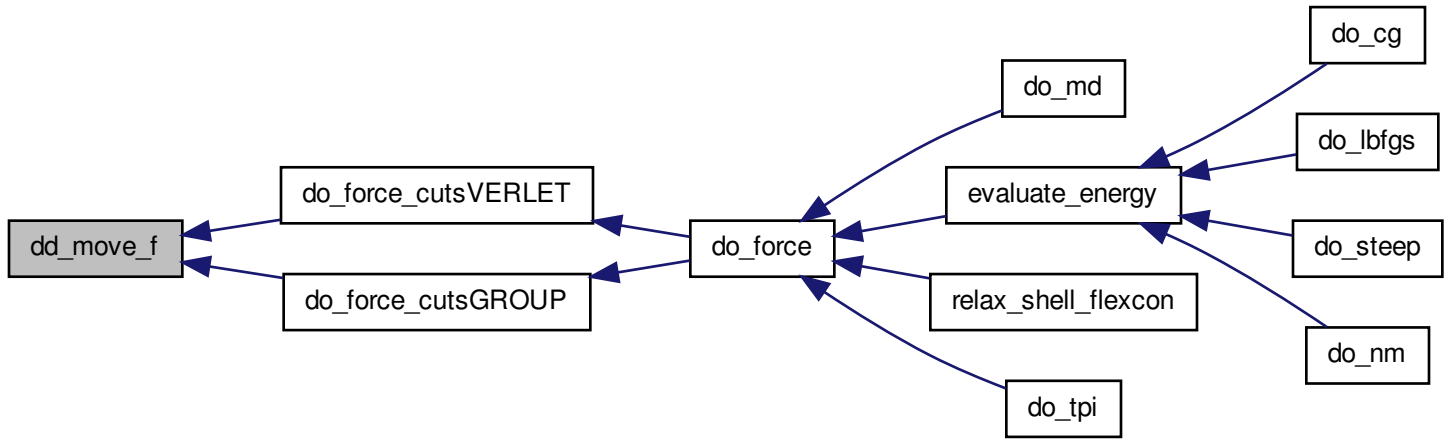 do_cg
do_md
do_lbfgs
do_force_cutsVERLET
evaluate_energy
dd_move_f
do_force
do_steep
do_force_cutsGROUP
relax_shell_flexcon
do_nm
do_tpi